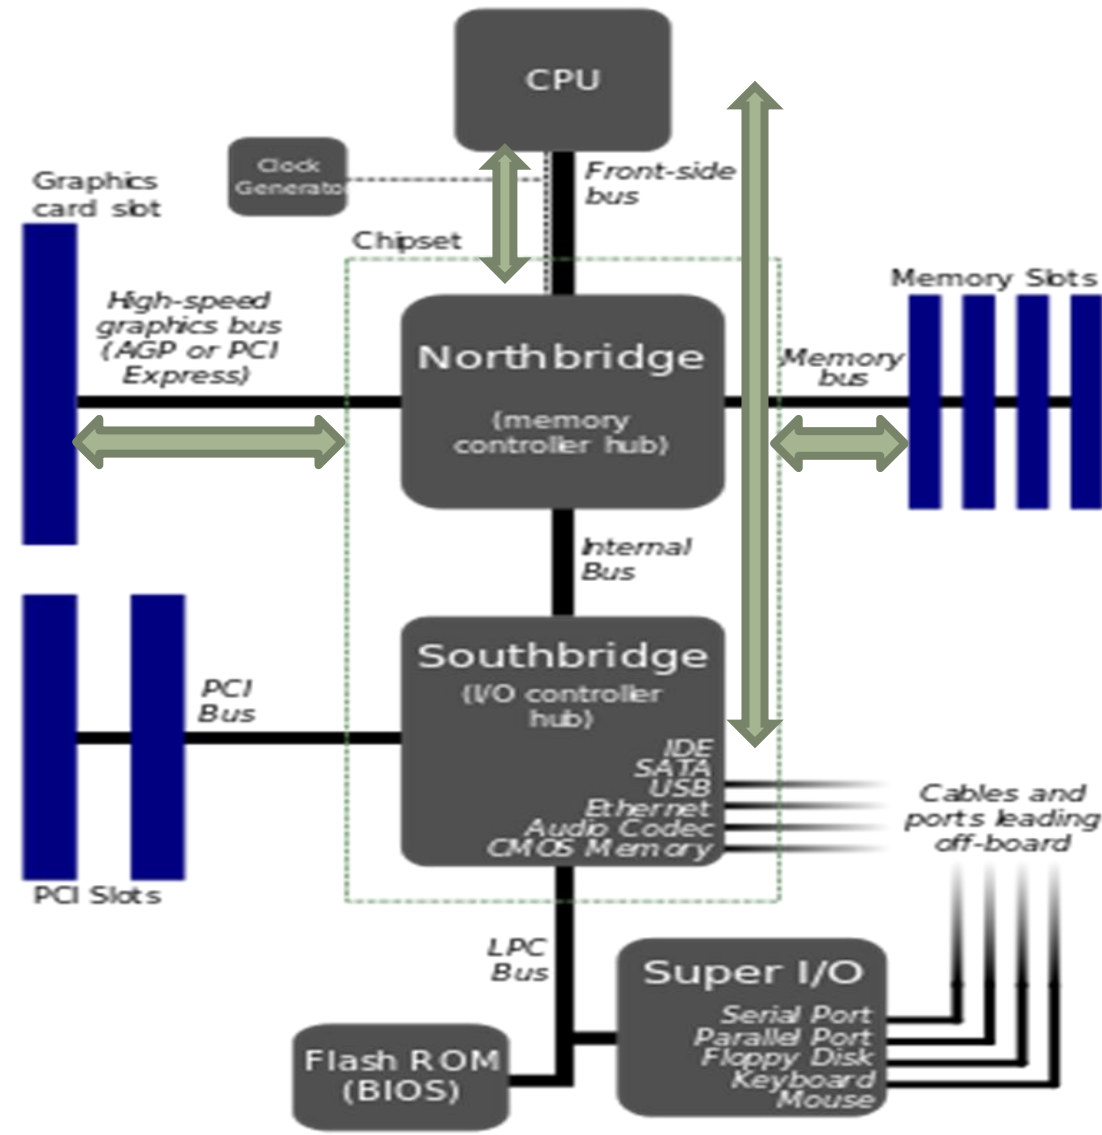 CPU
Clock
Generator
Front-side
bus
Graphics
card slot
Chipset
High-speed
graphics bus
(AGP or PCI
Express)
Northbridge
(memory
controller hub)
Memory Slots
Memory
bus
Internal
Bus
Southbridge
(I/O controller
hub)
IDE
SATA
USB
Ethernet
Audio Codec
CMOS Memory
PCI
Bus
PCI Slots
Cables and
ports leading
off-board
LPC
Bus
Super I/O
Serial Port
Parallel Port
Floppy Disk
Keyboard
Mouse
Flash ROM
(BIOS)